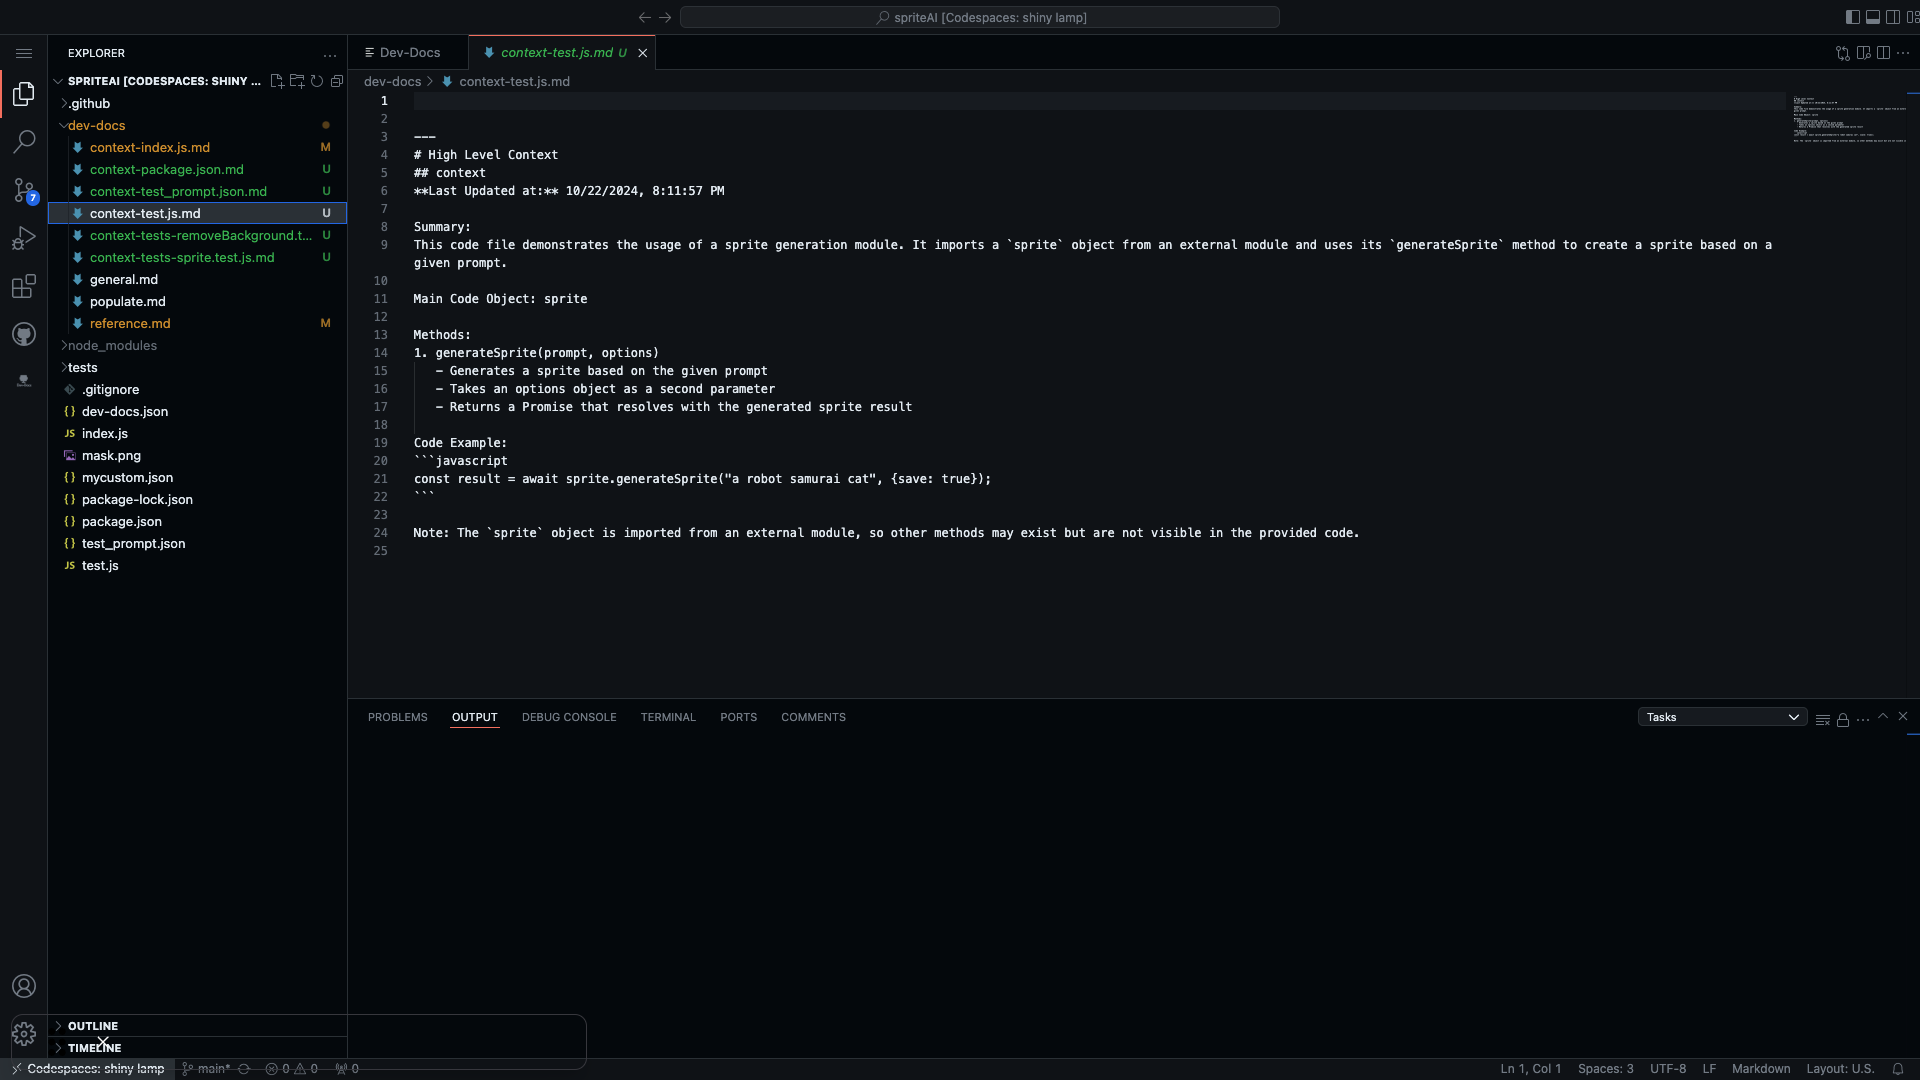 spriteAI [Codespaces: shiny lamp]
EXPLORER
SPRITEAI [CODESPACES: SHINY ...
.github
dev-docs
context-index.js.md M
context-package.json.md U
context-test_prompt.json.md U
context-test.js.md U
context-tests-removeBackground.t... U
context-tests-sprite.test.js.md U
general.md
populate.md
reference.md M
node_modules
tests
.gitignore
{} dev-docs.json
JS index.js
mask.png
{} mycustom.json
{} package-lock.json
{} package.json
{} test_prompt.json
JS test.js
7
OUTLINE
TIMELINE
Dev-Docs
context-test.js.md U
dev-docs > context-test.js.md
1
2
3 ---
4 # High Level Context
5 ## context
6 **Last Updated at:** 10/22/2024, 8:11:57 PM
7
8 Summary:
9 This code file demonstrates the usage of a sprite generation module. It imports a `sprite` object from an external module and uses its `generateSprite` method to create a sprite based on a
given prompt.
10
11 Main Code Object: sprite
12
13 Methods:
14 1. generateSprite(prompt, options)
15 - Generates a sprite based on the given prompt
16 - Takes an options object as a second parameter
17 - Returns a Promise that resolves with the generated sprite result
18
19 Code Example:
20 ```javascript
21 const result = await sprite.generateSprite("a robot samurai cat", {save: true});
22 ```
23
24 Note: The `sprite` object is imported from an external module, so other methods may exist but are not visible in the provided code.
25
PROBLEMS OUTPUT DEBUG CONSOLE TERMINAL PORTS COMMENTS
Tasks
Codespaces: shiny lamp main* 0 0 0
Ln 1, Col 1 Spaces: 3 UTF-8 LF Markdown Layout: U.S.